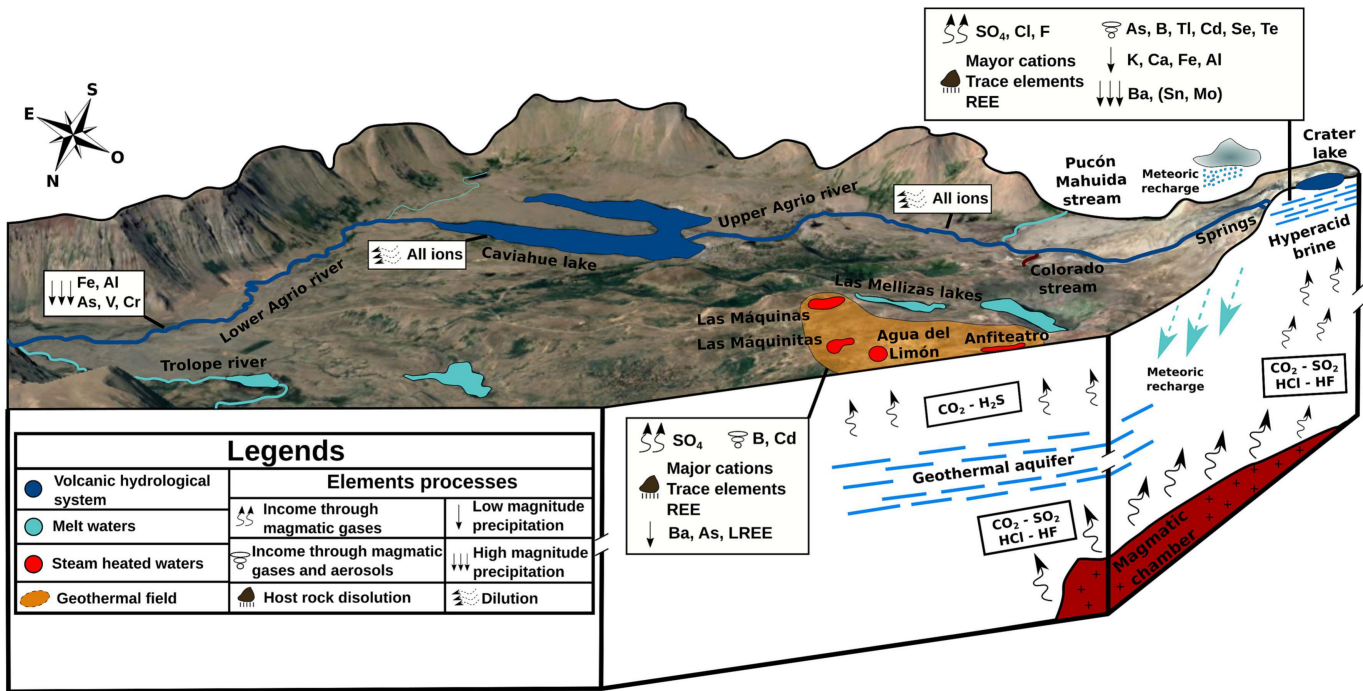 SO₄, Cl, F
As, B, Tl, Cd, Se, Te
Mayor cations
Trace elements
REE
K, Ca, Fe, Al
Ba, (Sn, Mo)
S
E
O
N
Crater
lake
Meteoric
recharge
Pucón
Mahuida
stream
All ions
Upper Agrio river
Springs
Hyperacid
brine
All ions
Caviahue lake
Colorado
stream
Fe, Al
As, V, Cr
Lower Agrio river
Las Mellizas lakes
Las Máquinas
Las Máquinitas
Agua del
Limón
Anfiteatro
Trolope river
Meteoric
recharge
CO₂ - SO₂
HCl - HF
CO₂ - H₂S
SO₄
B, Cd
Major cations
Trace elements
REE
Ba, As, LREE
Geothermal aquifer
CO₂ - SO₂
HCl - HF
Magmatic
chamber
Legends
Volcanic hydrological
system
Melt waters
Steam heated waters
Geothermal field
Elements processes
Income through
magmatic gases
Low magnitude
precipitation
Income through magmatic
gases and aerosols
High magnitude
precipitation
Host rock disolution
Dilution